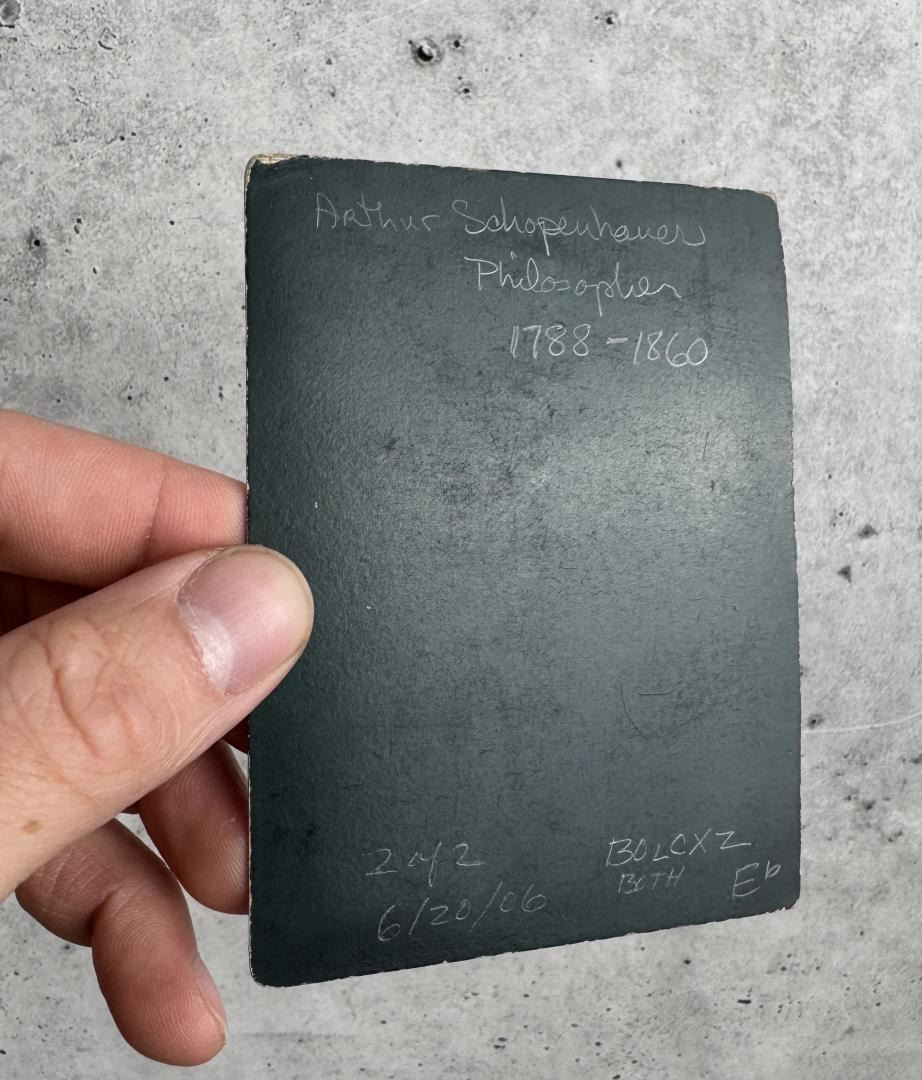 Arthur Schopenhauer
Philosopher
1788 - 1860
2 of 2
6/20/06
BOLCXZ
BOTH
Eb